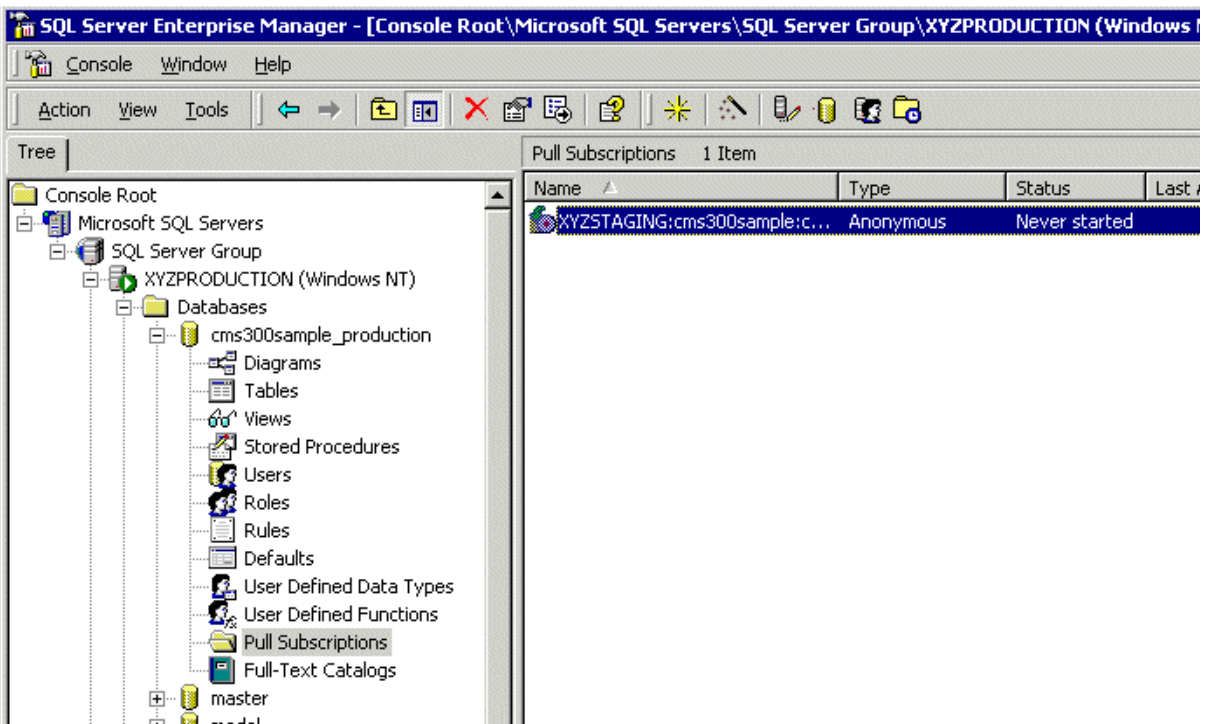 SQL Server Enterprise Manager - [Console Root\Microsoft SQL Servers\SQL Server Group\XYZPRODUCTION (Windows
Console Window Help
Action View Tools
Tree
Pull Subscriptions 1 Item
Name Type Status Last
XYZSTAGING:cms300sample:c... Anonymous Never started
Console Root
Microsoft SQL Servers
SQL Server Group
XYZPRODUCTION (Windows NT)
Databases
cms300sample_production
Diagrams
Tables
Views
Stored Procedures
Users
Roles
Rules
Defaults
User Defined Data Types
User Defined Functions
Pull Subscriptions
Full-Text Catalogs
master
model